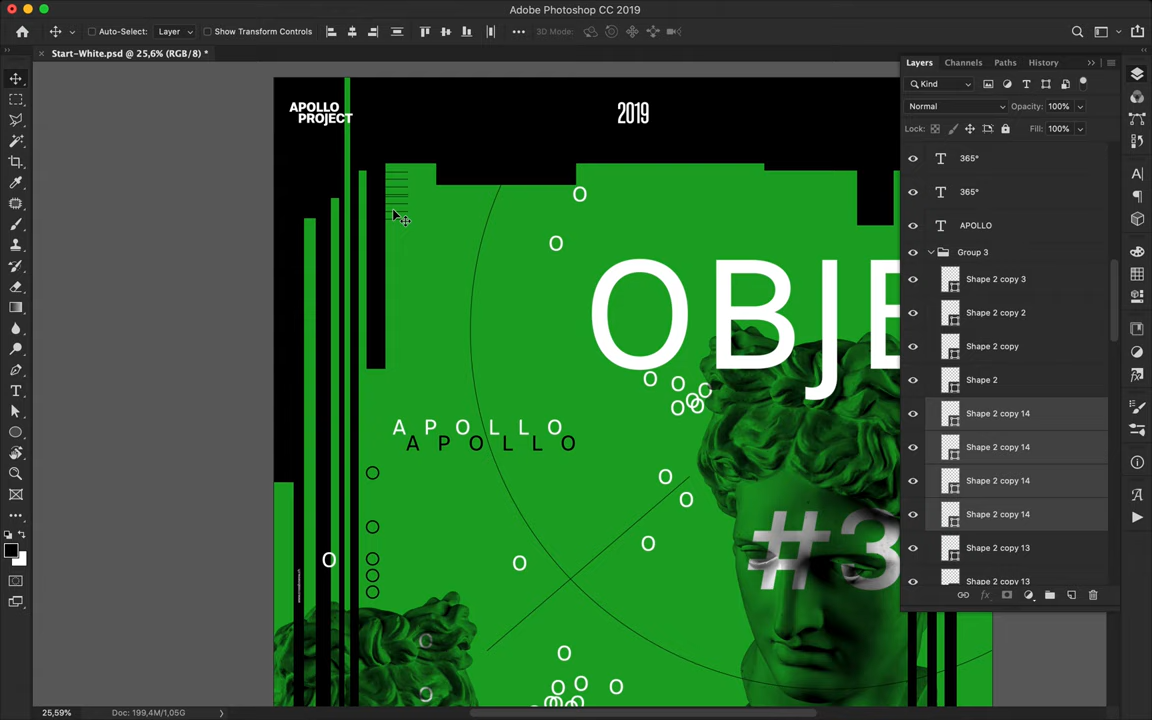 Adobe Photoshop CC 2019
Auto-Select:
Layer
Show Transform Controls
3D Mode:
Start-White.psd @ 25,6% (RGB/8) *
Layers
Channels
Paths
History
Kind
Normal
Opacity: 100%
Lock:
Fill: 100%
365°
365°
APOLLO
Group 3
Shape 2 copy 3
Shape 2 copy 2
Shape 2 copy
Shape 2
Shape 2 copy 14
Shape 2 copy 14
Shape 2 copy 14
Shape 2 copy 14
Shape 2 copy 13
Shape 2 copy 13
APOLLO
PROJECT
2019
OBJE
APOLLO
APOLLO
#3
25,59%
Doc: 199,4M/1,05G